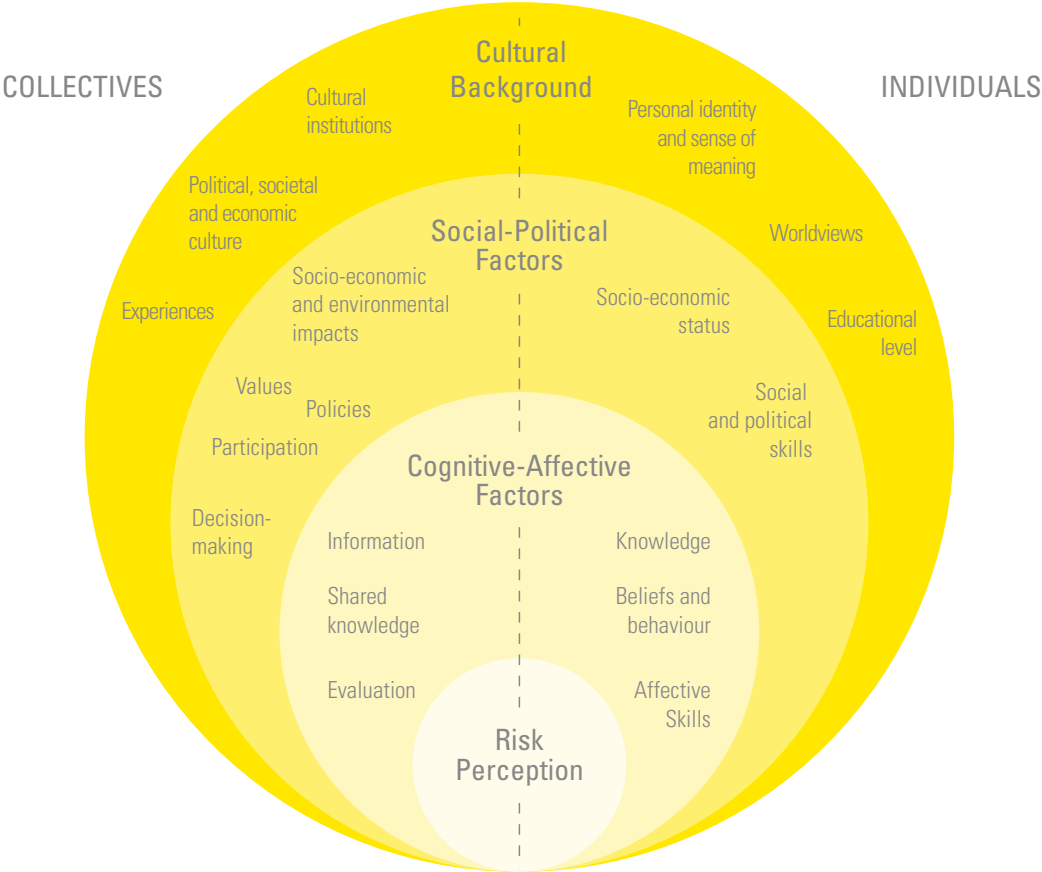 COLLECTIVES
INDIVIDUALS
Cultural
Background
Cultural
institutions
Political, societal
and economic
culture
Experiences
Personal identity
and sense of
meaning
Worldviews
Educational
level
Social-Political
Factors
Socio-economic
and environmental
impacts
Values
Policies
Participation
Decision-
making
Socio-economic
status
Social
and political
skills
Cognitive-Affective
Factors
Information
Shared
knowledge
Evaluation
Knowledge
Beliefs and
behaviour
Affective
Skills
Risk
Perception